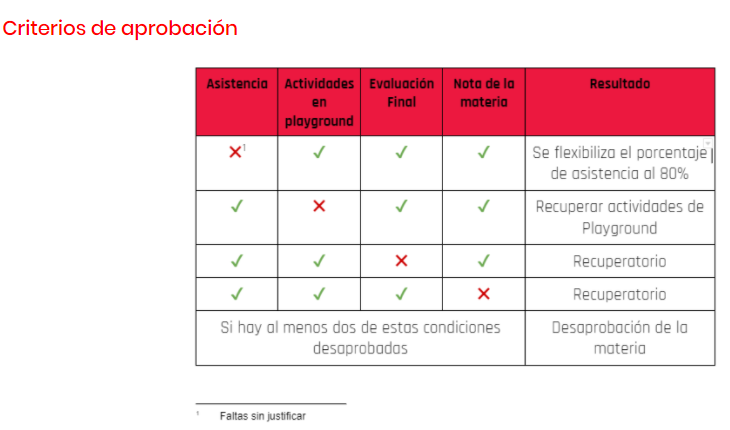 Criterios de aprobación
Asistencia Actividades en playground Evaluación Final Nota de la materia Resultado
✗¹ ✓ ✓ ✓ Se flexibiliza el porcentaje de asistencia al 80%
✓ ✗ ✓ ✓ Recuperar actividades de Playground
✓ ✓ ✗ ✓ Recuperatorio
✓ ✓ ✓ ✗ Recuperatorio
Si hay al menos dos de estas condiciones desaprobadas Desaprobación de la materia
¹ Faltas sin justificar